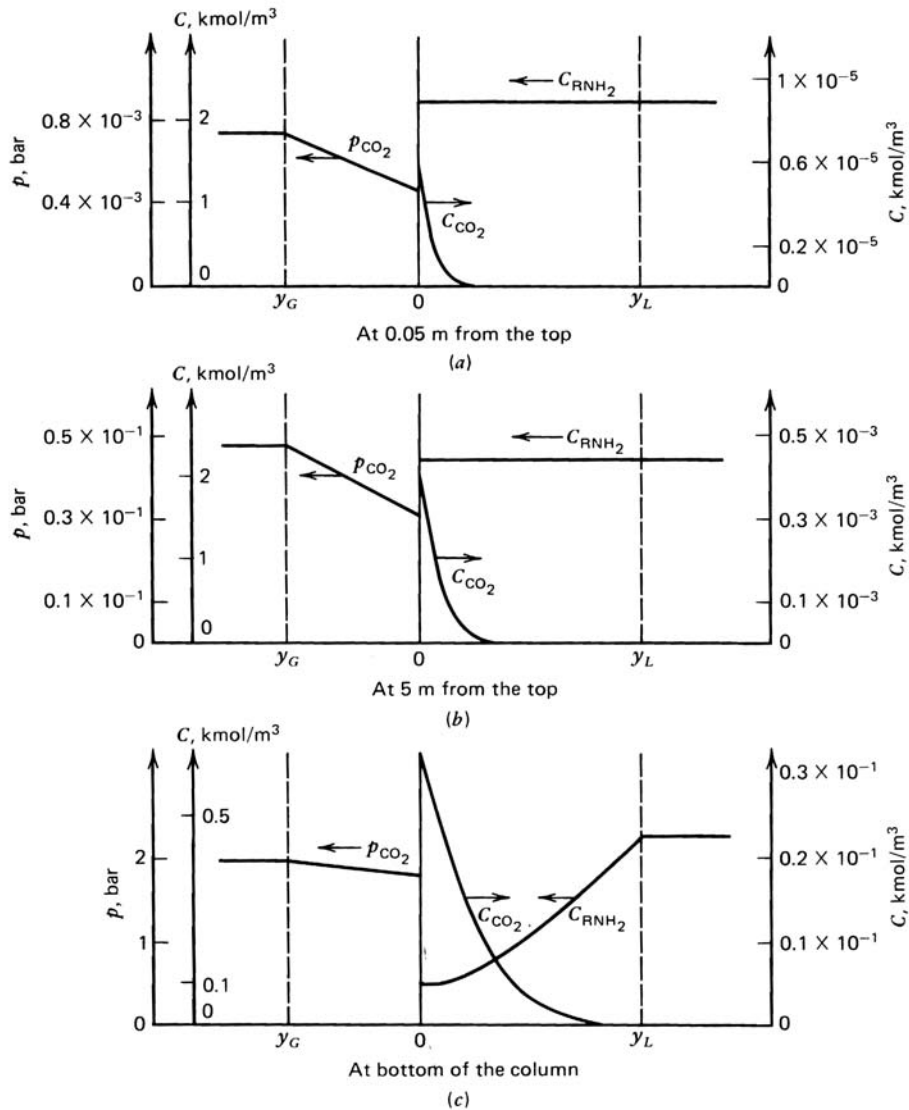 C, kmol/m³
p, bar
0.8 × 10⁻³
0.4 × 10⁻³
0
2
1
0
p_CO₂
C_RNH₂
C_CO₂
1 × 10⁻⁵
0.6 × 10⁻⁵
0.2 × 10⁻⁵
0
C, kmol/m³
y_G
0
y_L
At 0.05 m from the top
(a)
C, kmol/m³
p, bar
0.5 × 10⁻¹
0.3 × 10⁻¹
0.1 × 10⁻¹
0
2
1
0
p_CO₂
C_RNH₂
C_CO₂
0.5 × 10⁻³
0.3 × 10⁻³
0.1 × 10⁻³
0
C, kmol/m³
y_G
0
y_L
At 5 m from the top
(b)
C, kmol/m³
p, bar
2
1
0
0.5
0.1
0
p_CO₂
C_CO₂
C_RNH₂
0.3 × 10⁻¹
0.2 × 10⁻¹
0.1 × 10⁻¹
0
C, kmol/m³
y_G
0
y_L
At bottom of the column
(c)